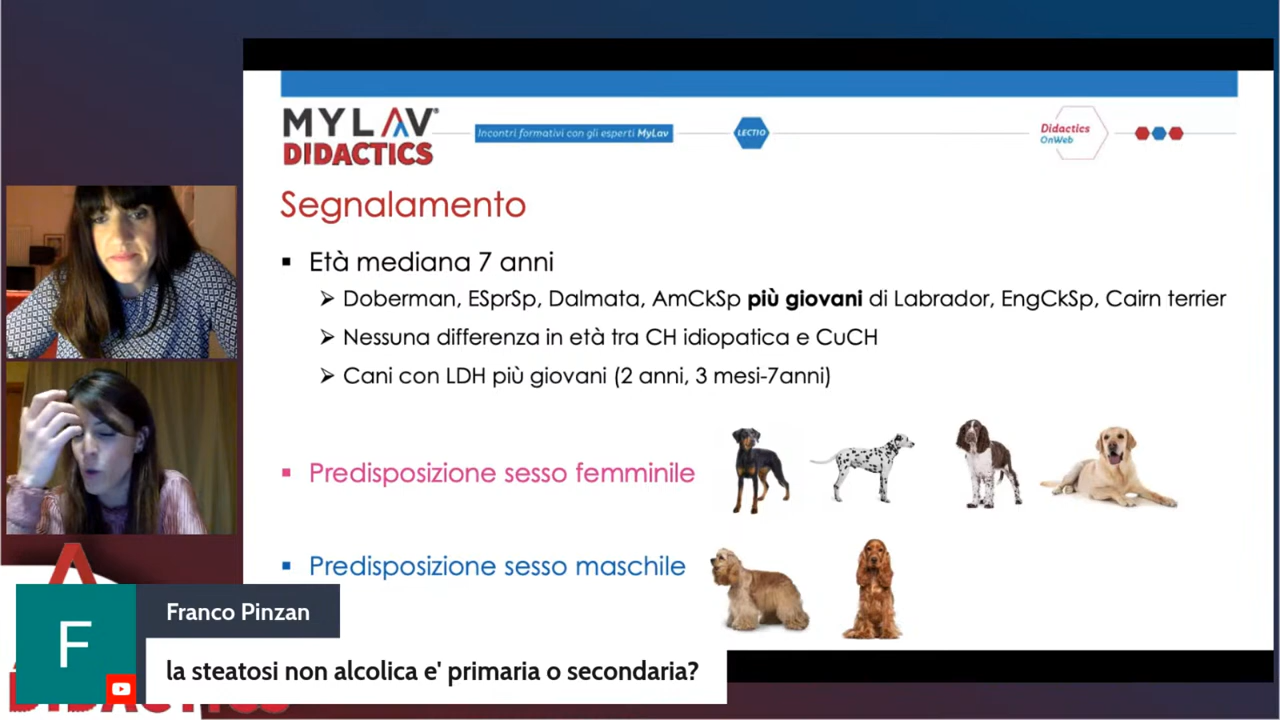 MYLAV®
DIDACTICS
Incontri formativi con gli esperti MyLav
LECTIO
Didactics
OnWeb
Segnalamento
▪ Età mediana 7 anni
➢ Doberman, ESprSp, Dalmata, AmCkSp più giovani di Labrador, EngCkSp, Cairn terrier
➢ Nessuna differenza in età tra CH idiopatica e CuCH
➢ Cani con LDH più giovani (2 anni, 3 mesi-7anni)
▪ Predisposizione sesso femminile
▪ Predisposizione sesso maschile
F
Franco Pinzan
la steatosi non alcolica e' primaria o secondaria?